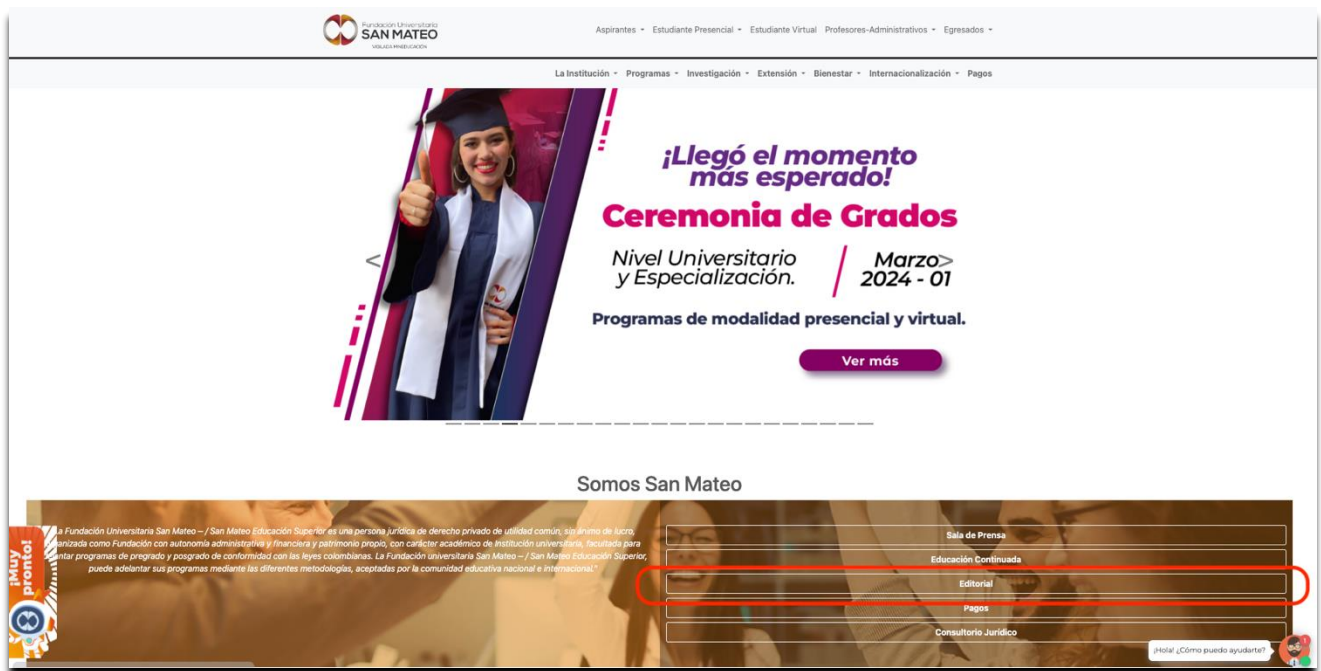 Fundación Universitaria
SAN MATEO
VIGILADA MINEDUCACIÓN
Aspirantes Estudiante Presencial Estudiante Virtual Profesores-Administrativos Egresados
La Institución Programas Investigación Extensión Bienestar Internacionalización Pagos
¡Llegó el momento
más esperado!
Ceremonia de Grados
Nivel Universitario
y Especialización.
Marzo
2024 - 01
<
>
Programas de modalidad presencial y virtual.
Ver más
Somos San Mateo
La Fundación Universitaria San Mateo – / San Mateo Educación Superior es una persona jurídica de derecho privado de utilidad común, sin ánimo de lucro,
organizada como Fundación con autonomía administrativa y financiera y patrimonio propio, con carácter académico de Institución universitaria, facultada para
antar programas de pregrado y posgrado de conformidad con las leyes colombianas. La Fundación universitaria San Mateo – / San Mateo Educación Superior,
puede adelantar sus programas mediante las diferentes metodologías, aceptadas por la comunidad educativa nacional e internacional."
Sala de Prensa
Educación Continuada
Editorial
Pagos
Consultorio Jurídico
¡Muy
pronto!
¡Hola! ¿Cómo puedo ayudarte?
1